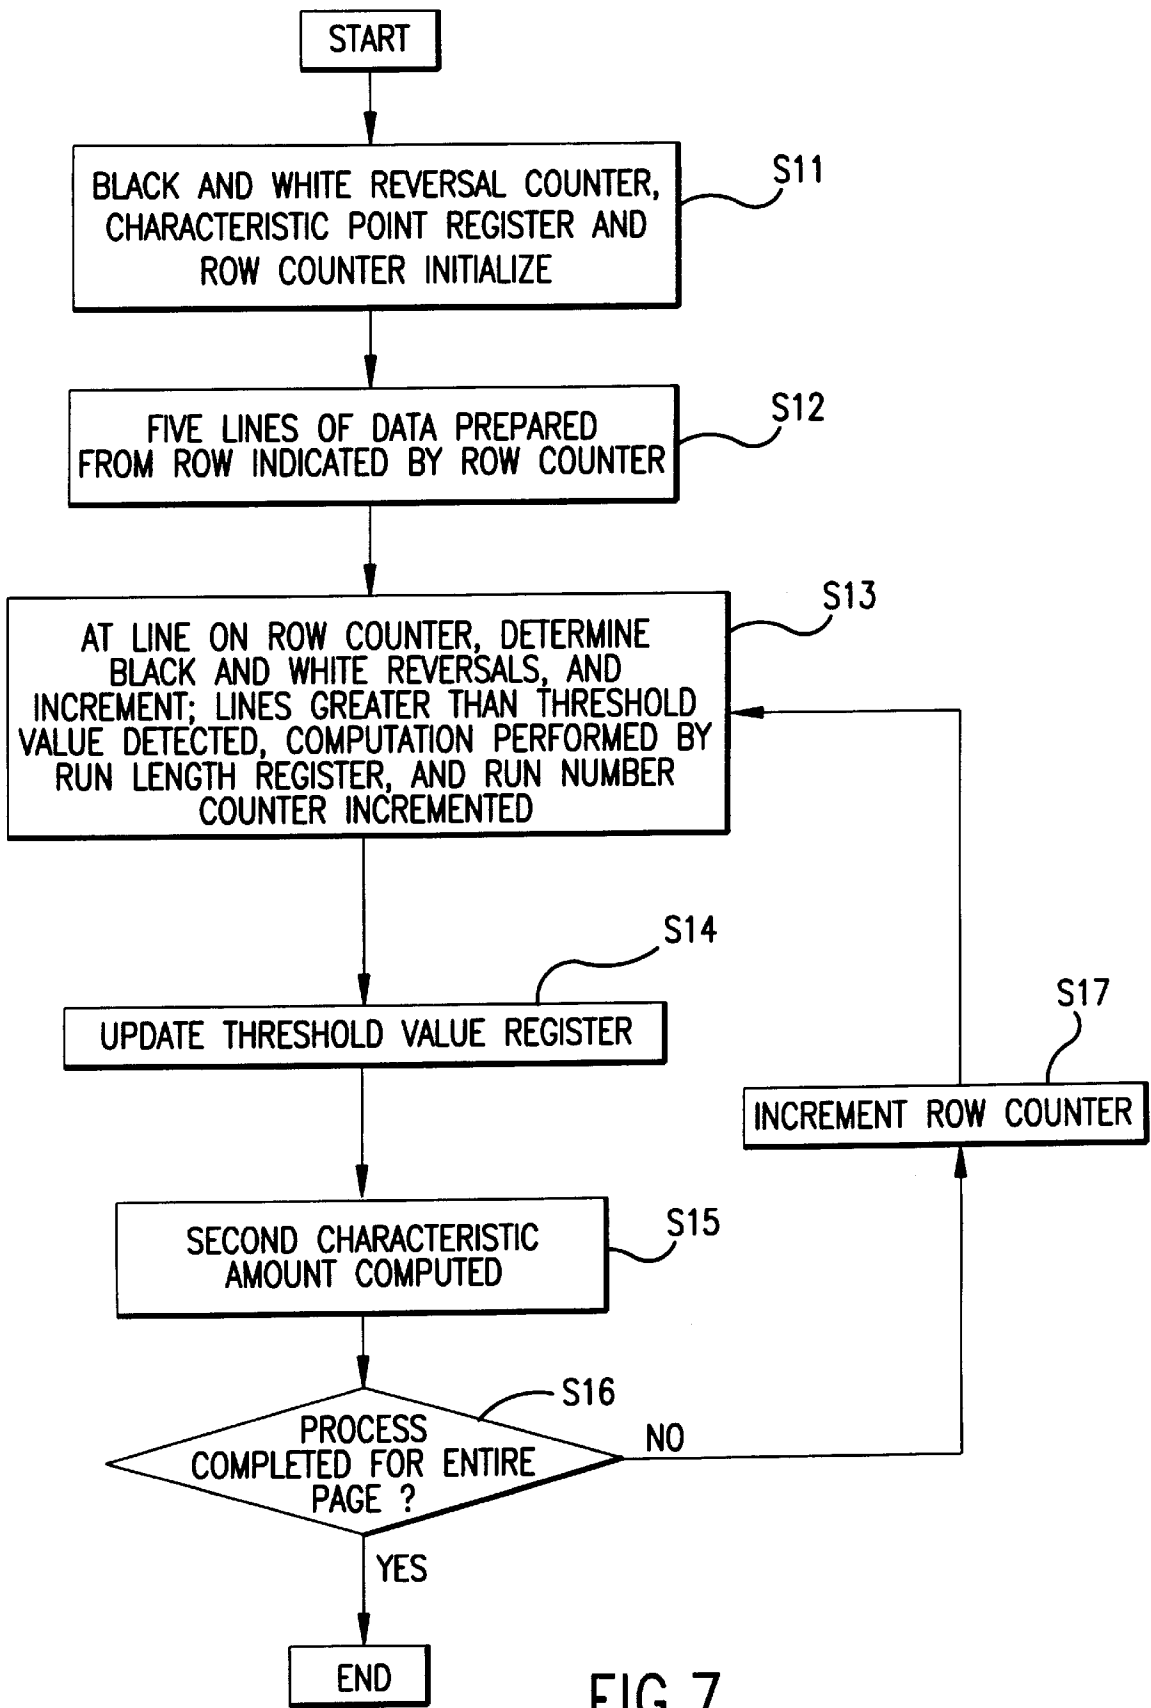 START
BLACK AND WHITE REVERSAL COUNTER,
CHARACTERISTIC POINT REGISTER AND
ROW COUNTER INITIALIZE
S11
FIVE LINES OF DATA PREPARED
FROM ROW INDICATED BY ROW COUNTER
S12
AT LINE ON ROW COUNTER, DETERMINE
BLACK AND WHITE REVERSALS, AND
INCREMENT; LINES GREATER THAN THRESHOLD
VALUE DETECTED, COMPUTATION PERFORMED BY
RUN LENGTH REGISTER, AND RUN NUMBER
COUNTER INCREMENTED
S13
UPDATE THRESHOLD VALUE REGISTER
S14
INCREMENT ROW COUNTER
S17
SECOND CHARACTERISTIC
AMOUNT COMPUTED
S15
PROCESS
COMPLETED FOR ENTIRE
PAGE ?
S16
NO
YES
END
FIG.7